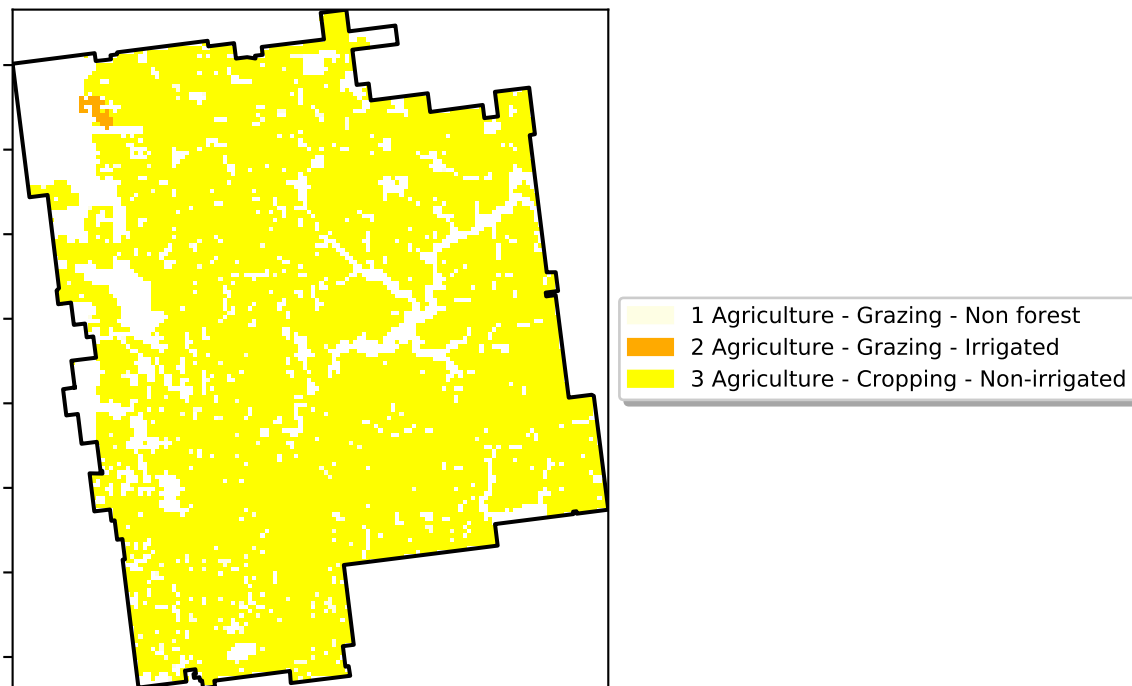 1 Agriculture - Grazing - Non forest
2 Agriculture - Grazing - Irrigated
3 Agriculture - Cropping - Non-irrigated